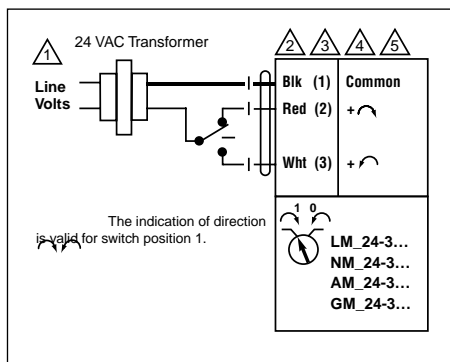 1 24 VAC Transformer 2 3 4 5
Line
Volts
Blk (1) Common
Red (2) +
Wht (3) +
The indication of direction
is valid for switch position 1.
1 0
LM_24-3…
NM_24-3…
AM_24-3…
GM_24-3…